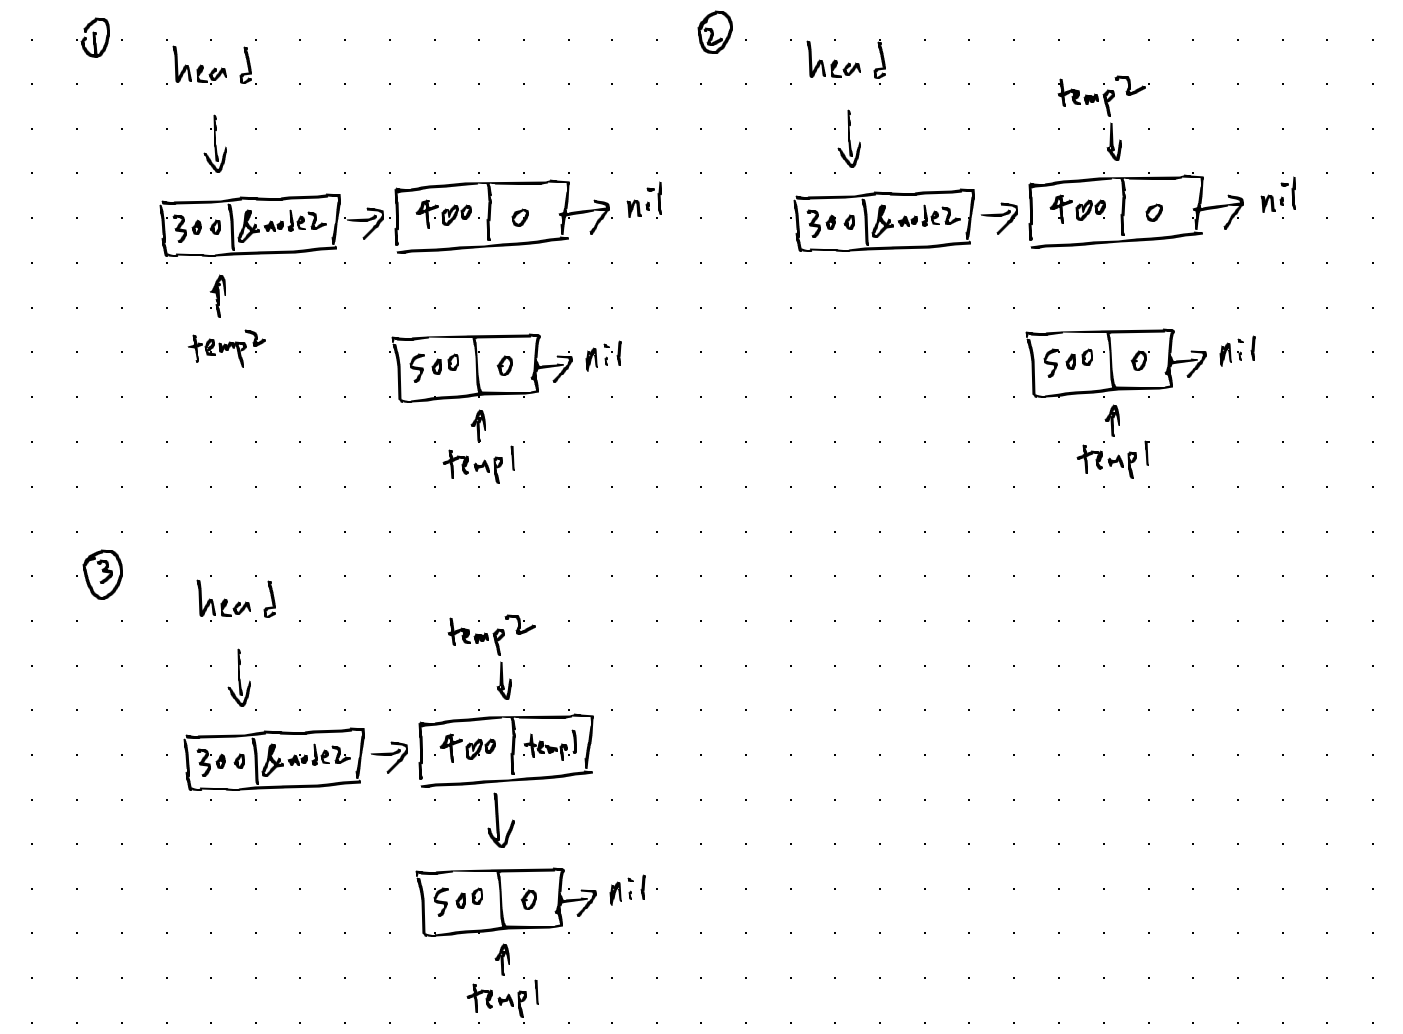 1
head
300 &node2 400 0 nil
temp2
500 0 nil
temp1
2
head
temp2
300 &node2 400 0 nil
500 0 nil
temp1
3
head
temp2
300 &node2 400 temp1
500 0 nil
temp1